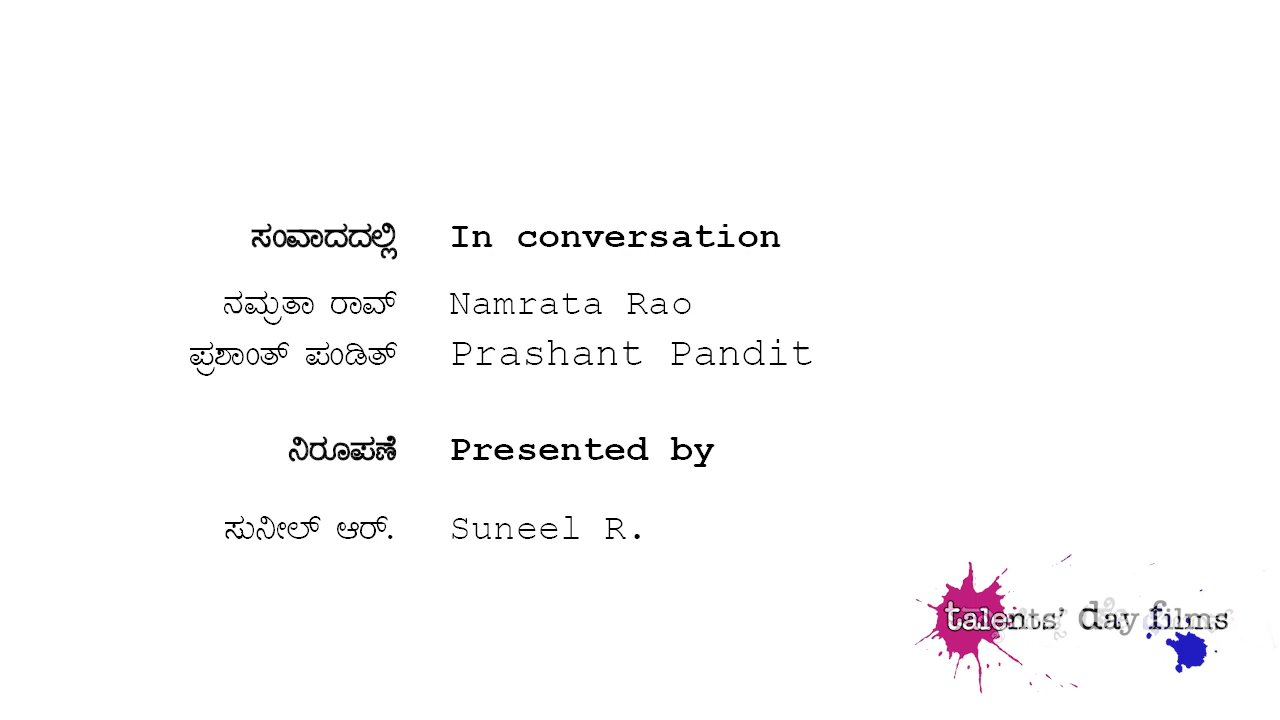 ಸಂವಾದದಲ್ಲಿ In conversation
ನಮ್ರತಾ ರಾವ್ Namrata Rao
ಪ್ರಶಾಂತ್ ಪಂಡಿತ್ Prashant Pandit
ನಿರೂಪಣೆ Presented by
ಸುನೀಲ್ ಆರ್. Suneel R.
talents' day films